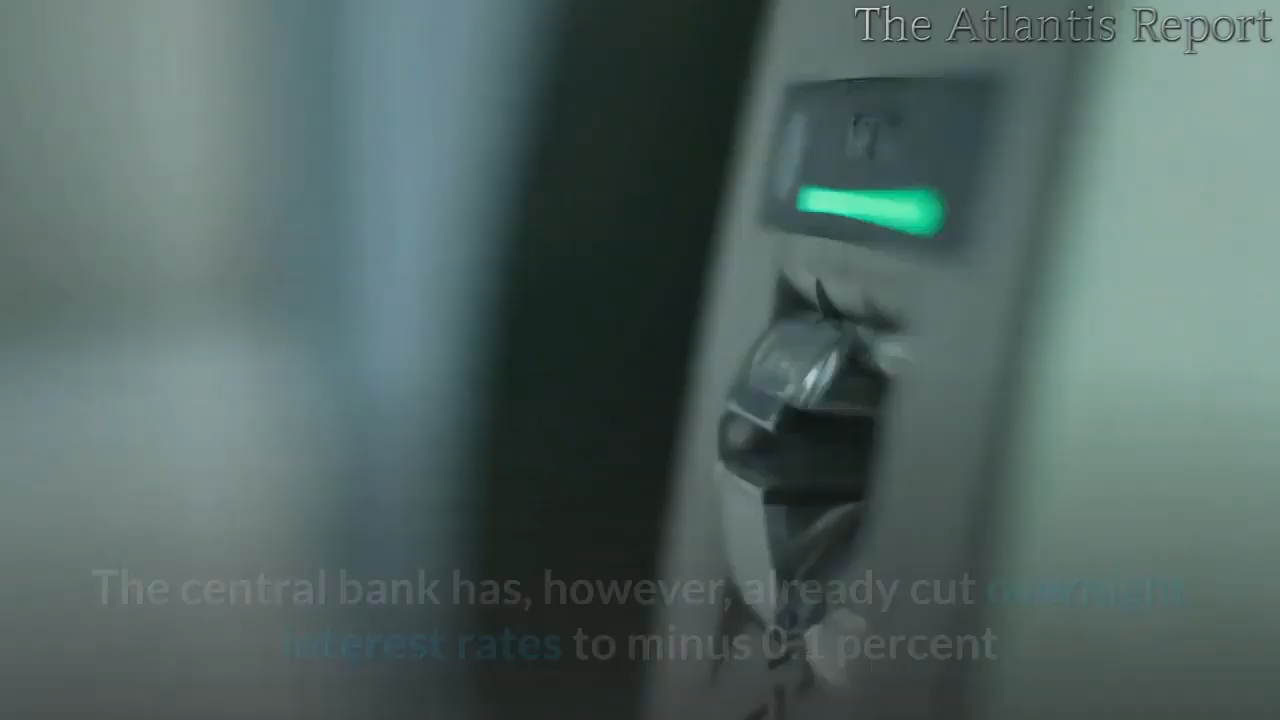 The Atlantis Report
The central bank has, however, already cut overnight
interest rates to minus 0.1 percent